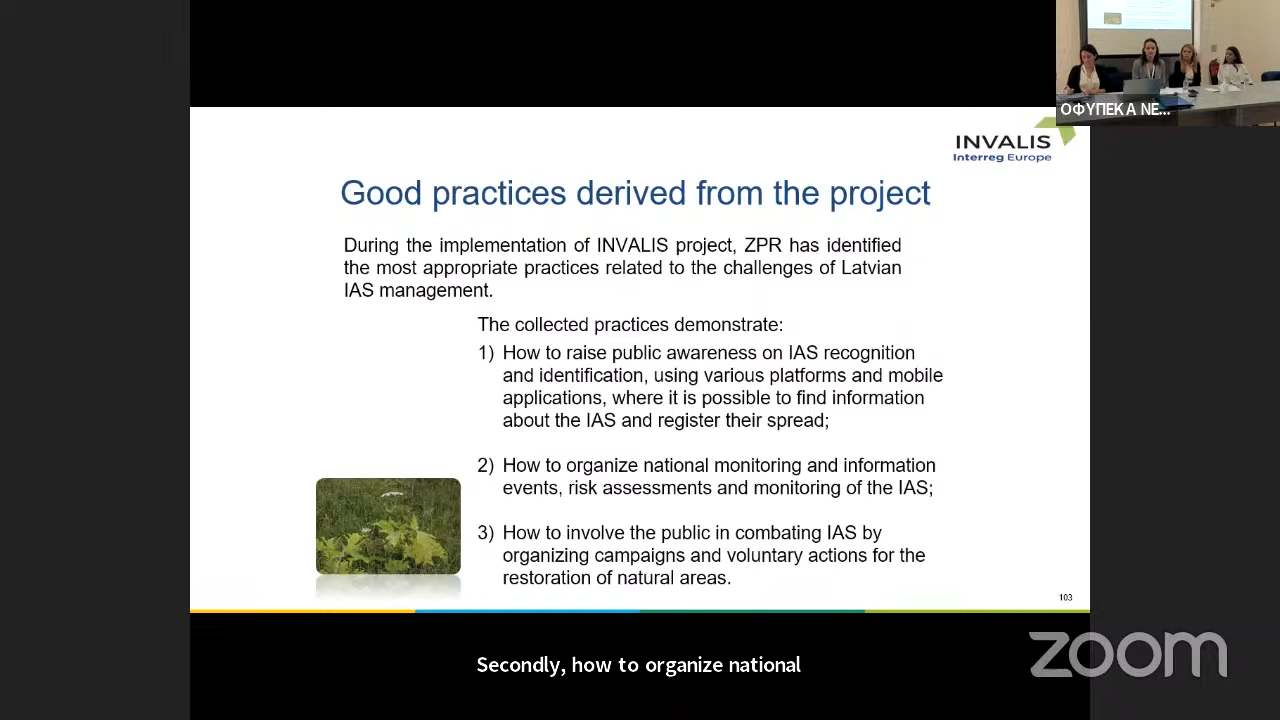 ΟΦΥΠΕΚΑ NE...
INVALIS
Interreg Europe
Good practices derived from the project
During the implementation of INVALIS project, ZPR has identified
the most appropriate practices related to the challenges of Latvian
IAS management.
The collected practices demonstrate:
1) How to raise public awareness on IAS recognition
and identification, using various platforms and mobile
applications, where it is possible to find information
about the IAS and register their spread;
2) How to organize national monitoring and information
events, risk assessments and monitoring of the IAS;
3) How to involve the public in combating IAS by
organizing campaigns and voluntary actions for the
restoration of natural areas.
103
Secondly, how to organize national
zoom